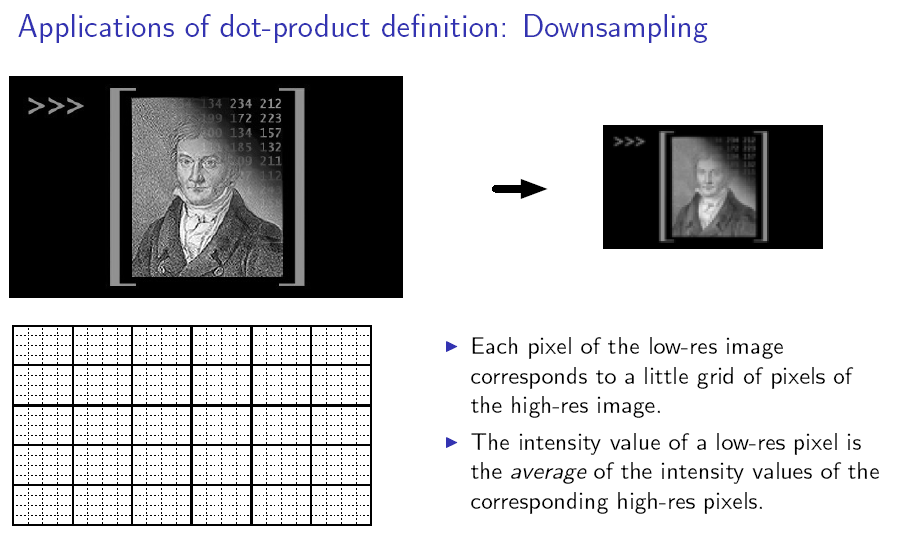 Applications of dot-product definition: Downsampling
>>>
134 234 212
199 172 223
134 157
185 132
211
112
>>>
▶ Each pixel of the low-res image
corresponds to a little grid of pixels of
the high-res image.
▶ The intensity value of a low-res pixel is
the average of the intensity values of the
corresponding high-res pixels.